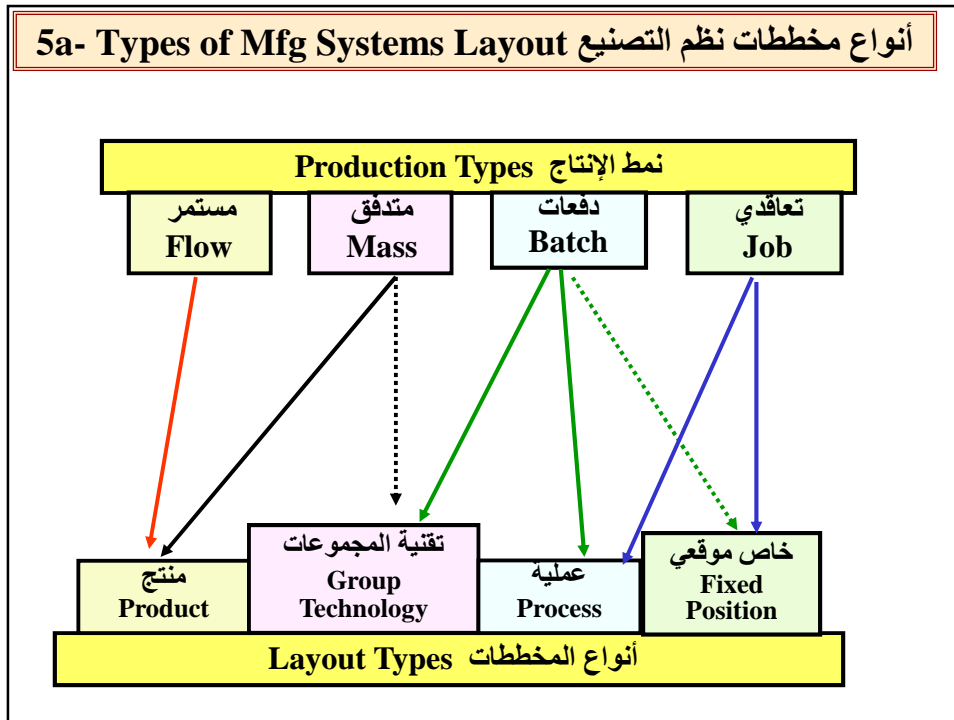 5a- Types of Mfg Systems Layout أنواع مخططات نظم التصنيع
Production Types نمط الإنتاج
مستمر
Flow
متدفق
Mass
دفعات
Batch
تعاقدي
Job
منتج
Product
تقنية المجموعات
Group
Technology
عملية
Process
خاص موقعي
Fixed
Position
Layout Types أنواع المخططات